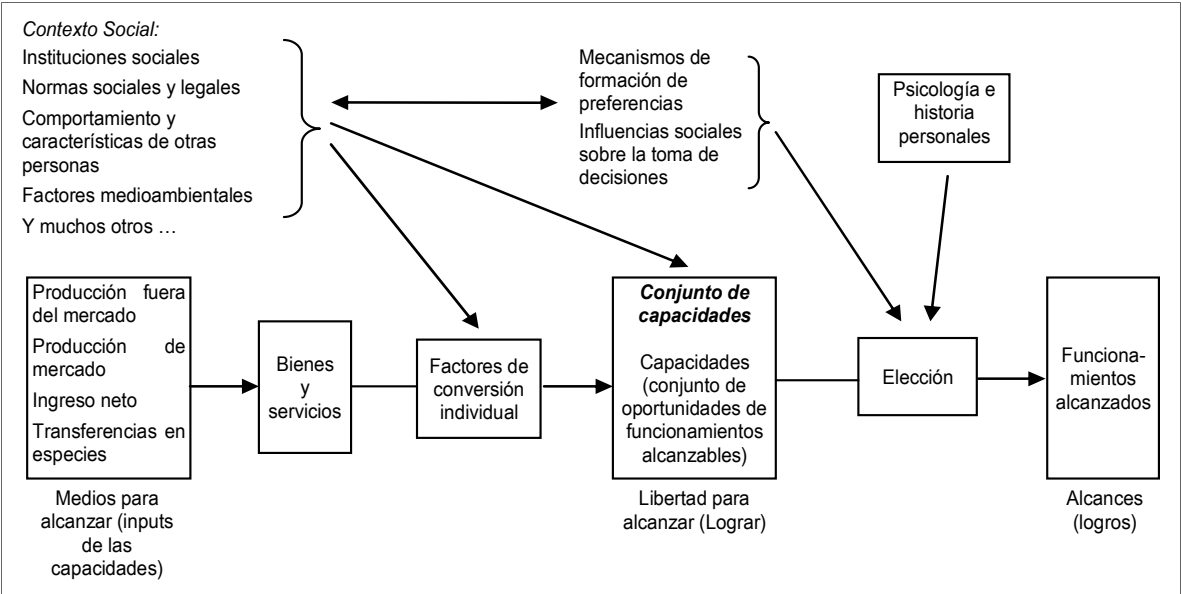 Contexto Social:
Instituciones sociales
Normas sociales y legales
Comportamiento y
características de otras
personas
Factores medioambientales
Y muchos otros …
Mecanismos de
formación de
preferencias
Influencias sociales
sobre la toma de
decisiones
Psicología e
historia
personales
Producción fuera
del mercado
Producción de
mercado
Ingreso neto
Transferencias en
especies
Medios para
alcanzar (inputs
de las
capacidades)
Bienes
y
servicios
Factores de
conversión
individual
Conjunto de
capacidades
Capacidades
(conjunto de
oportunidades de
funcionamientos
alcanzables)
Libertad para
alcanzar (Lograr)
Elección
Funciona-
mientos
alcanzados
Alcances
(logros)